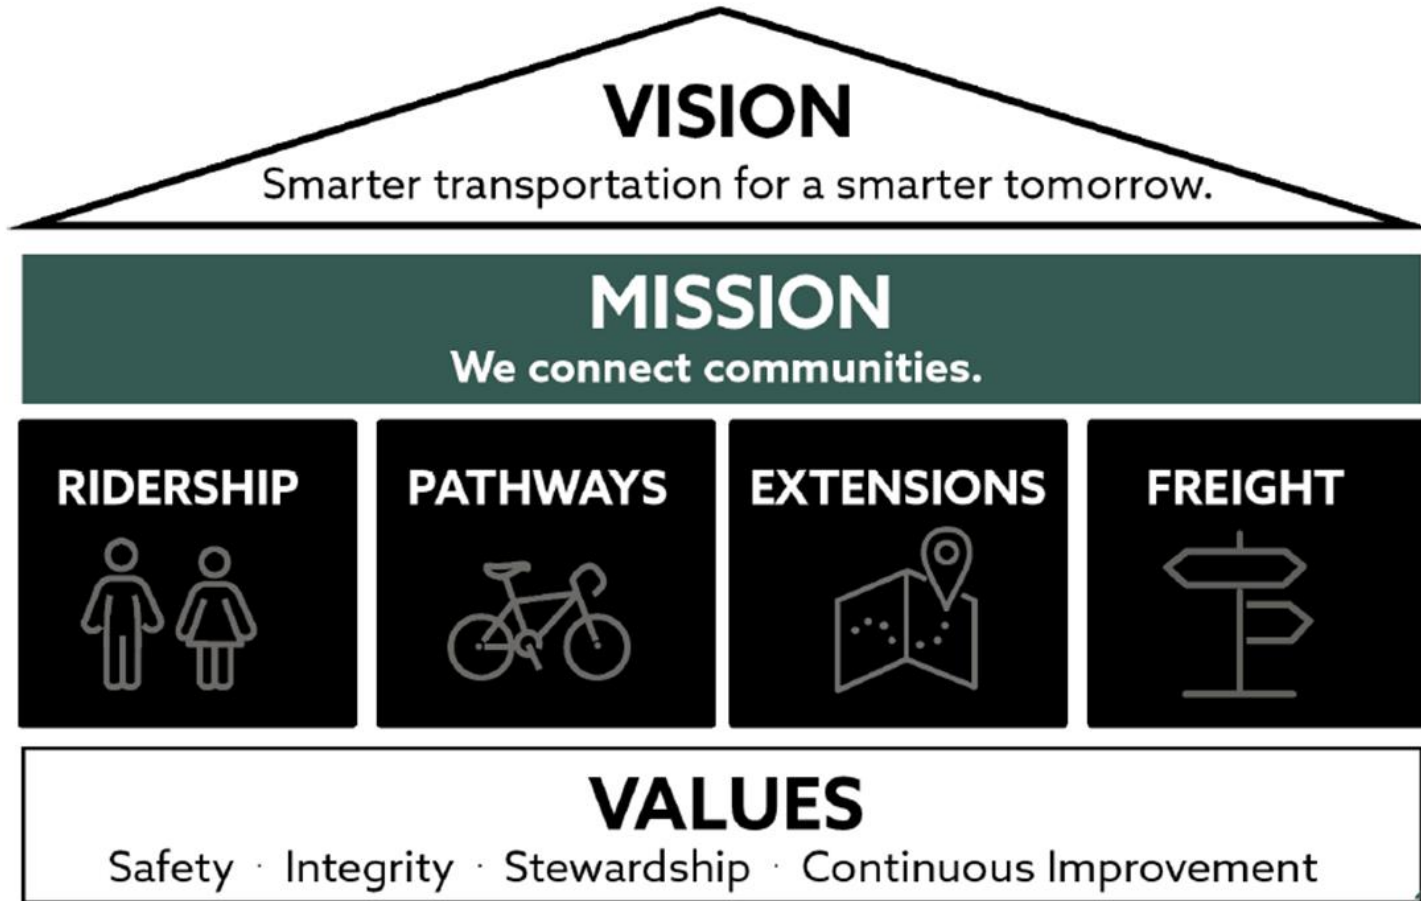 VISION
Smarter transportation for a smarter tomorrow.
MISSION
We connect communities.
RIDERSHIP
PATHWAYS
EXTENSIONS
FREIGHT
VALUES
Safety · Integrity · Stewardship · Continuous Improvement